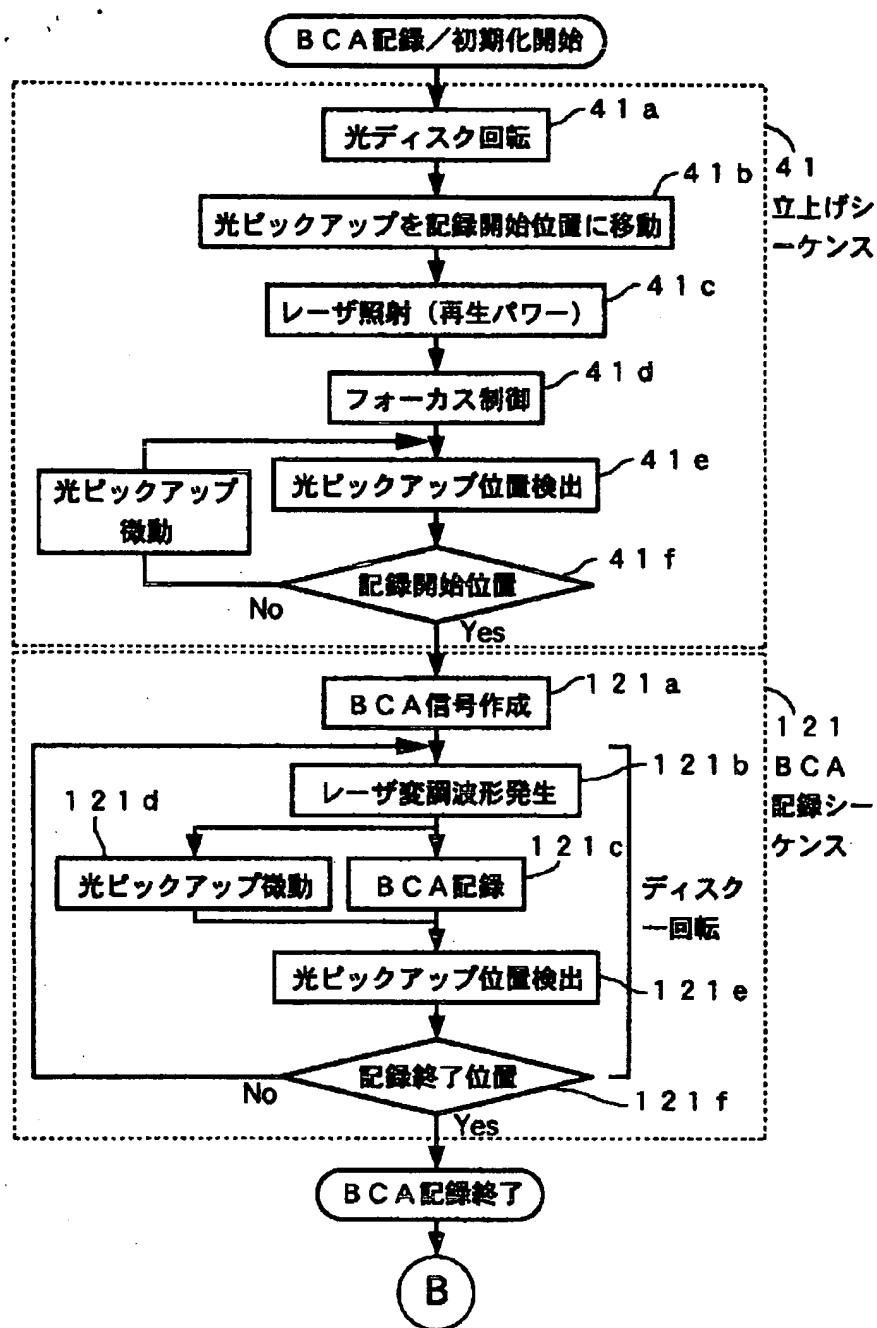 BCA記録/初期化開始
光ディスク回転
41a
光ピックアップを記録開始位置に移動
41b
41
立上げシ
ーケンス
レーザ照射(再生パワー)
41c
フォーカス制御
41d
光ピックアップ位置検出
41e
光ピックアップ
微動
記録開始位置
41f
No
Yes
BCA信号作成
121a
121
BCA
記録シー
ケンス
レーザ変調波形発生
121b
121d
光ピックアップ微動
BCA記録
121c
ディスク
一回転
光ピックアップ位置検出
121e
記録終了位置
121f
No
Yes
BCA記録終了
B